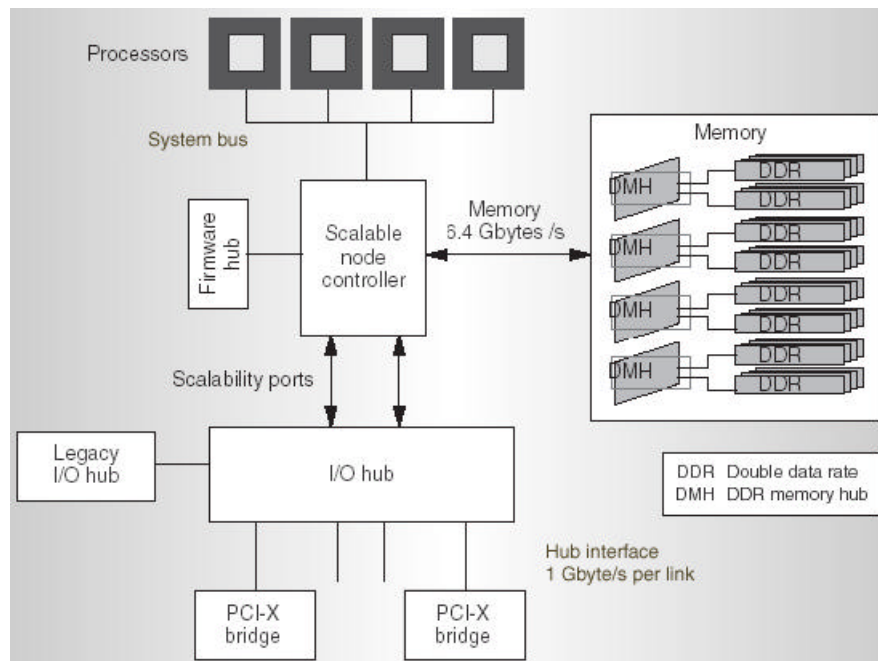 Processors
System bus
Memory
DMH
DDR
DDR
DMH
DDR
DDR
DMH
DDR
DDR
DMH
DDR
DDR
Firmware
hub
Scalable
node
controller
Memory
6.4 Gbytes /s
Scalability ports
Legacy
I/O hub
I/O hub
DDR Double data rate
DMH DDR memory hub
Hub interface
1 Gbyte/s per link
PCI-X
bridge
PCI-X
bridge